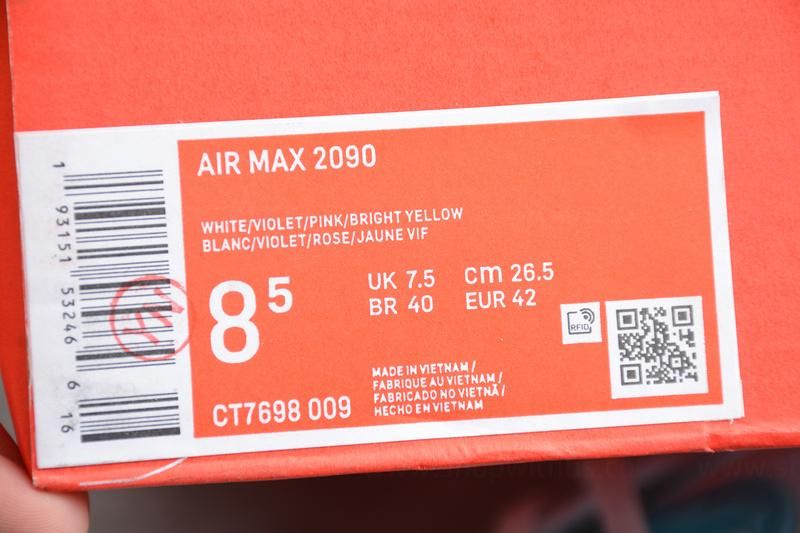 AIR MAX 2090
WHITE/VIOLET/PINK/BRIGHT YELLOW
BLANC/VIOLET/ROSE/JAUNE VIF
8 5
UK 7.5 cm 26.5
BR 40 EUR 42
RFID
MADE IN VIETNAM/
FABRIQUE AU VIETNAM/
FABRICADO NO VIETNÃ/
HECHO EN VIETNAM
CT7698 009
1 93151 53246 6 16